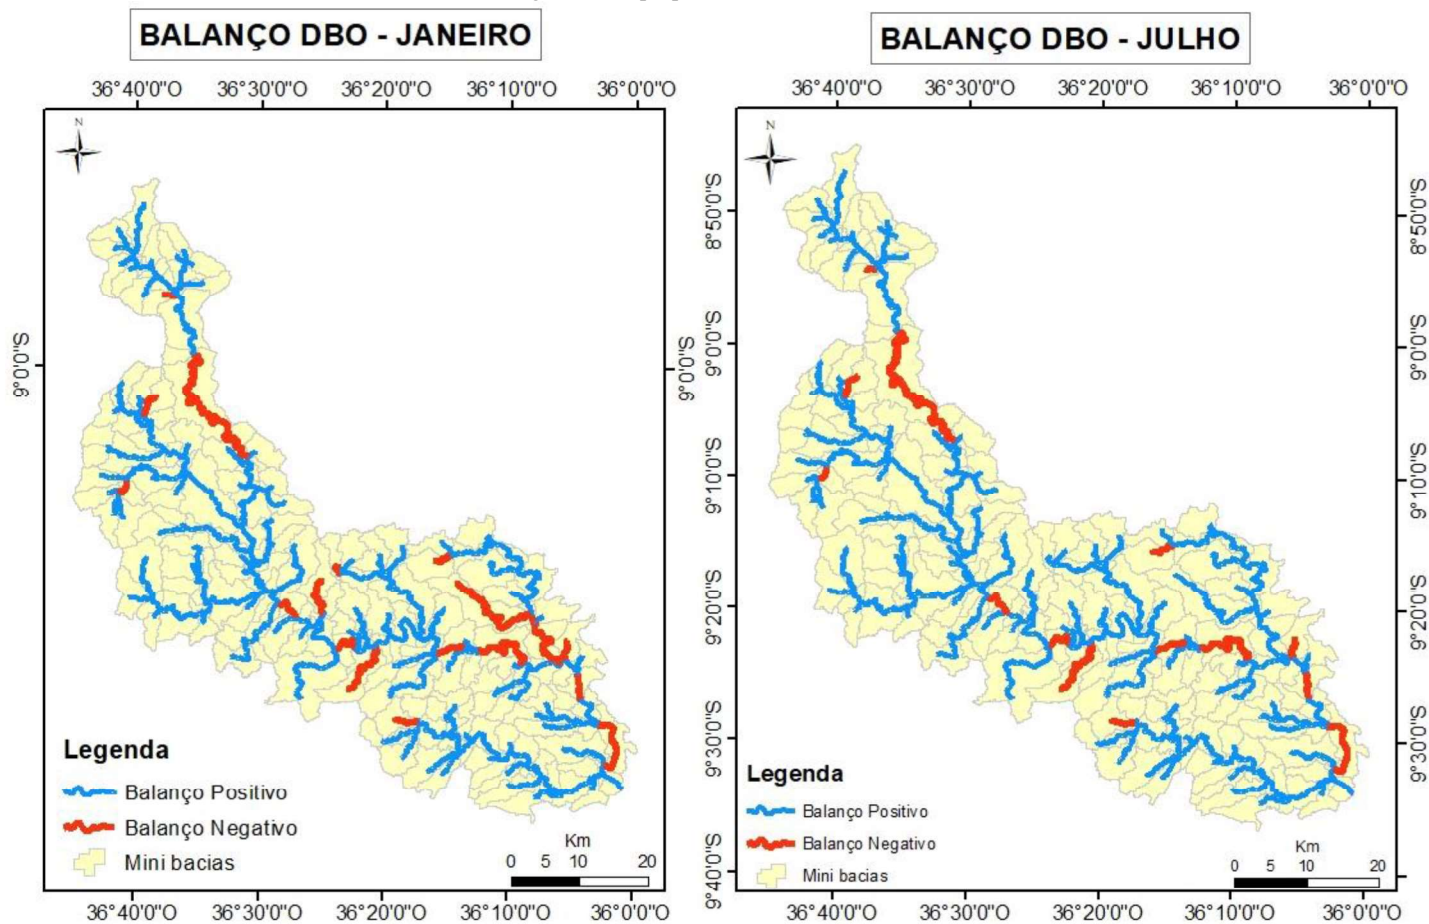 BALANÇO DBO - JANEIRO
36°40'0"O 36°30'0"O 36°20'0"O 36°10'0"O 36°0'0"O
N
9°0'0"S
9°0'0"S
Legenda
Balanço Positivo
Balanço Negativo
Mini bacias
Km
0 5 10 20
36°40'0"O 36°30'0"O 36°20'0"O 36°10'0"O 36°0'0"O
BALANÇO DBO - JULHO
36°40'0"O 36°30'0"O 36°20'0"O 36°10'0"O 36°0'0"O
N
8°50'0"S
9°0'0"S
9°10'0"S
9°20'0"S
9°30'0"S
9°40'0"S
8°50'0"S
9°0'0"S
9°10'0"S
9°20'0"S
9°30'0"S
Legenda
Balanço Positivo
Balanço Negativo
Mini bacias
Km
0 5 10 20
36°40'0"O 36°30'0"O 36°20'0"O 36°10'0"O 36°0'0"O